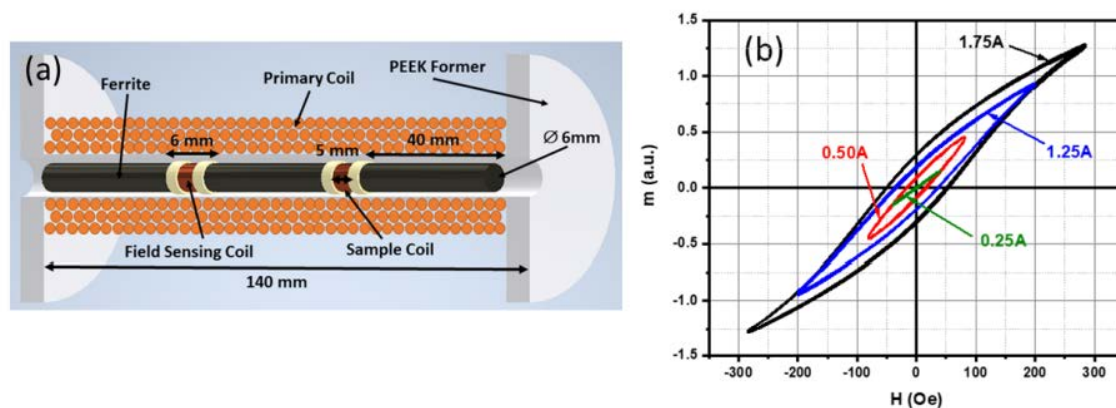 (a)
Ferrite
Primary Coil
PEEK Former
6 mm
5 mm
40 mm
Ø 6mm
Field Sensing Coil
Sample Coil
140 mm
(b)
m (a.u.)
1.5
1.0
0.5
0.0
-0.5
-1.0
-1.5
1.75A
1.25A
0.50A
0.25A
-300 -200 -100 0 100 200 300
H (Oe)